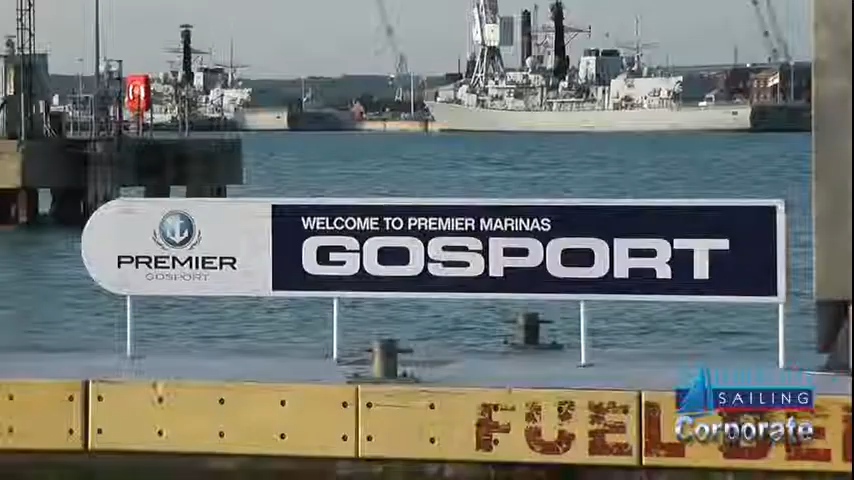 WELCOME TO PREMIER MARINAS
GOSPORT
PREMIER
GOSPORT
SAILING
Corporate
FUEL